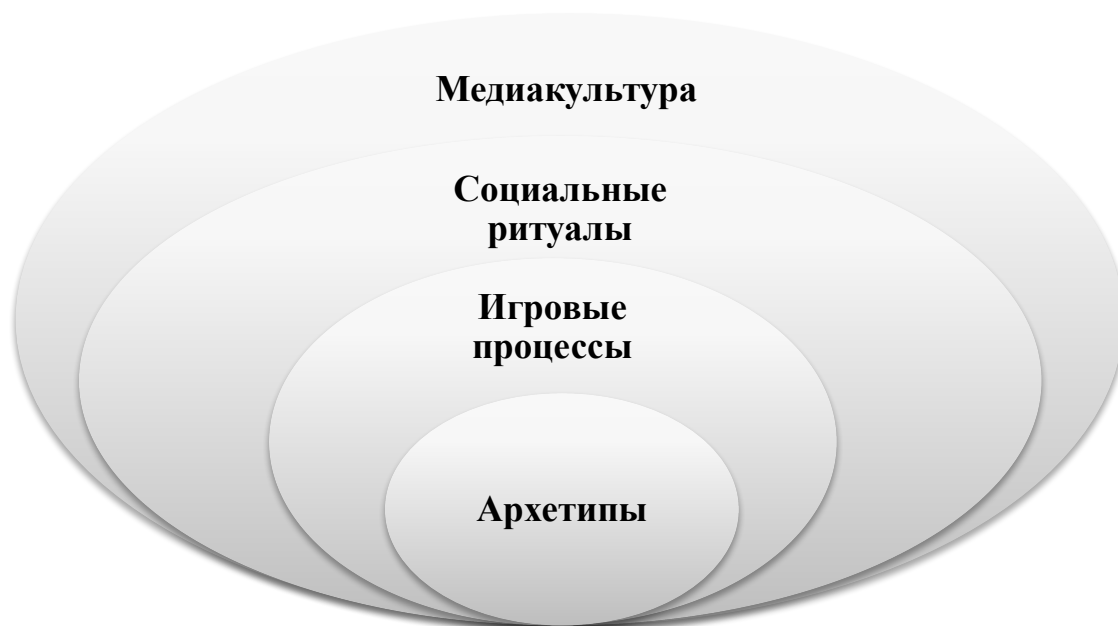 Медиакультура
Социальные
ритуалы
Игровые
процессы
Архетипы